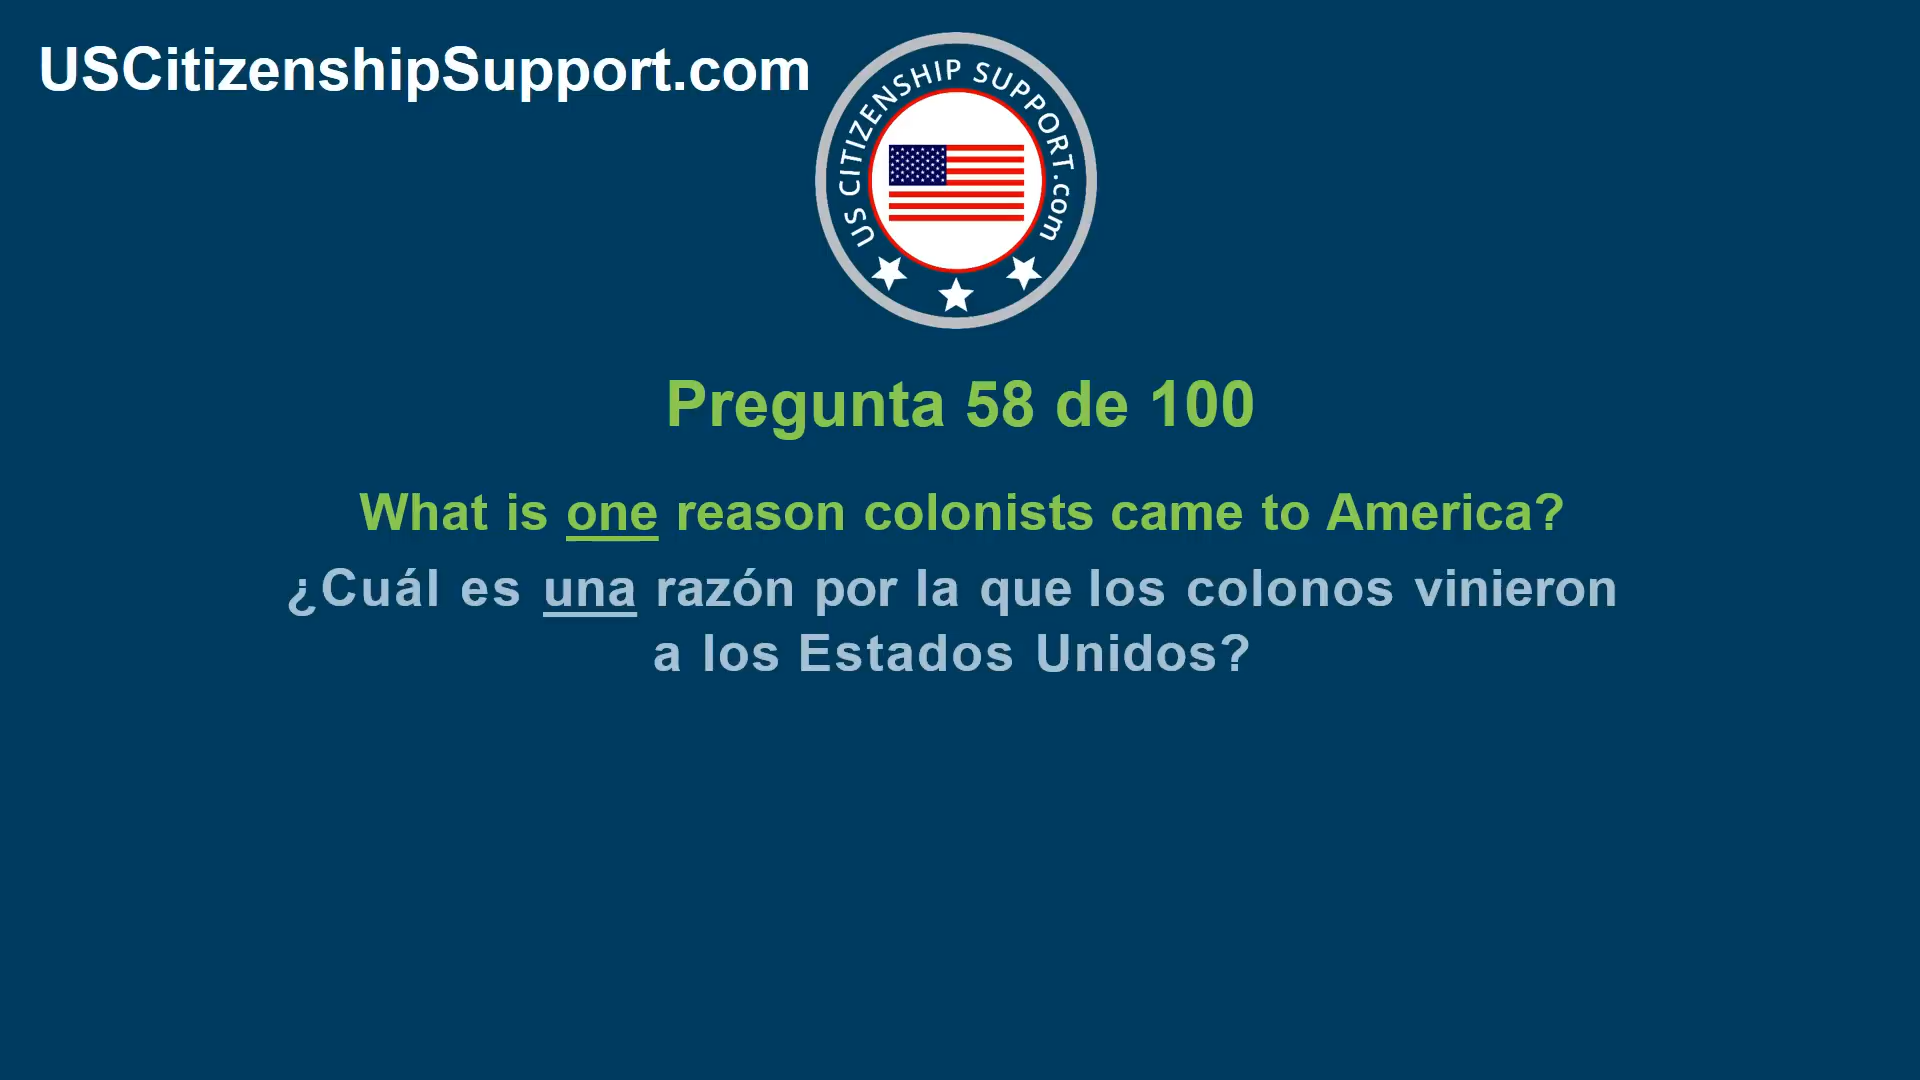 USCitizenshipSupport.com
US CITIZENSHIP SUPPORT.com
Pregunta 58 de 100
What is one reason colonists came to America?
¿Cuál es una razón por la que los colonos vinieron
a los Estados Unidos?